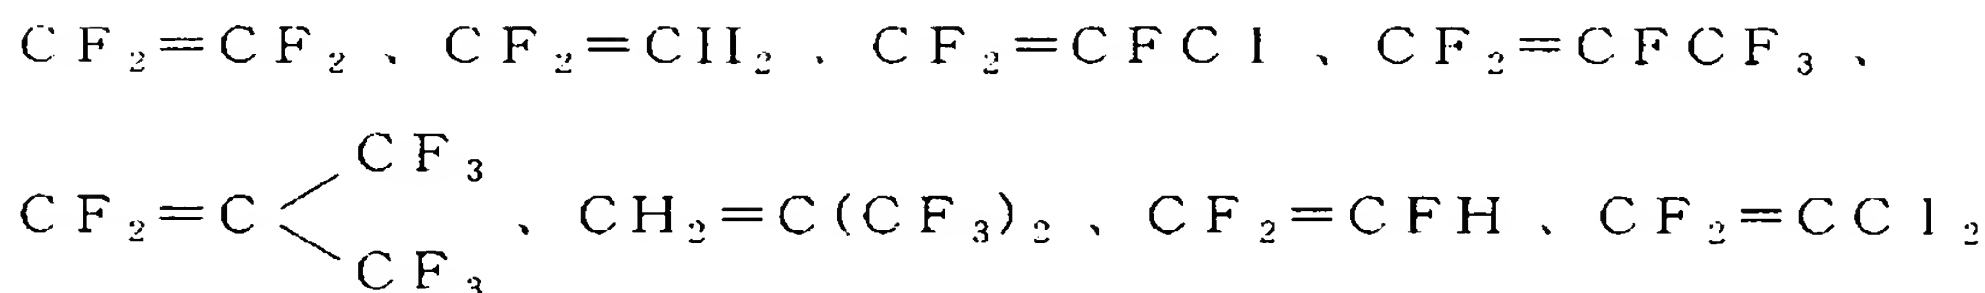 CF₂=CF₂、CF₂=CH₂、CF₂=CFCl、CF₂=CFCF₃、
CF₃
CF₂=C、CH₂=C(CF₃)₂、CF₂=CFH、CF₂=CCl₂
CF₃